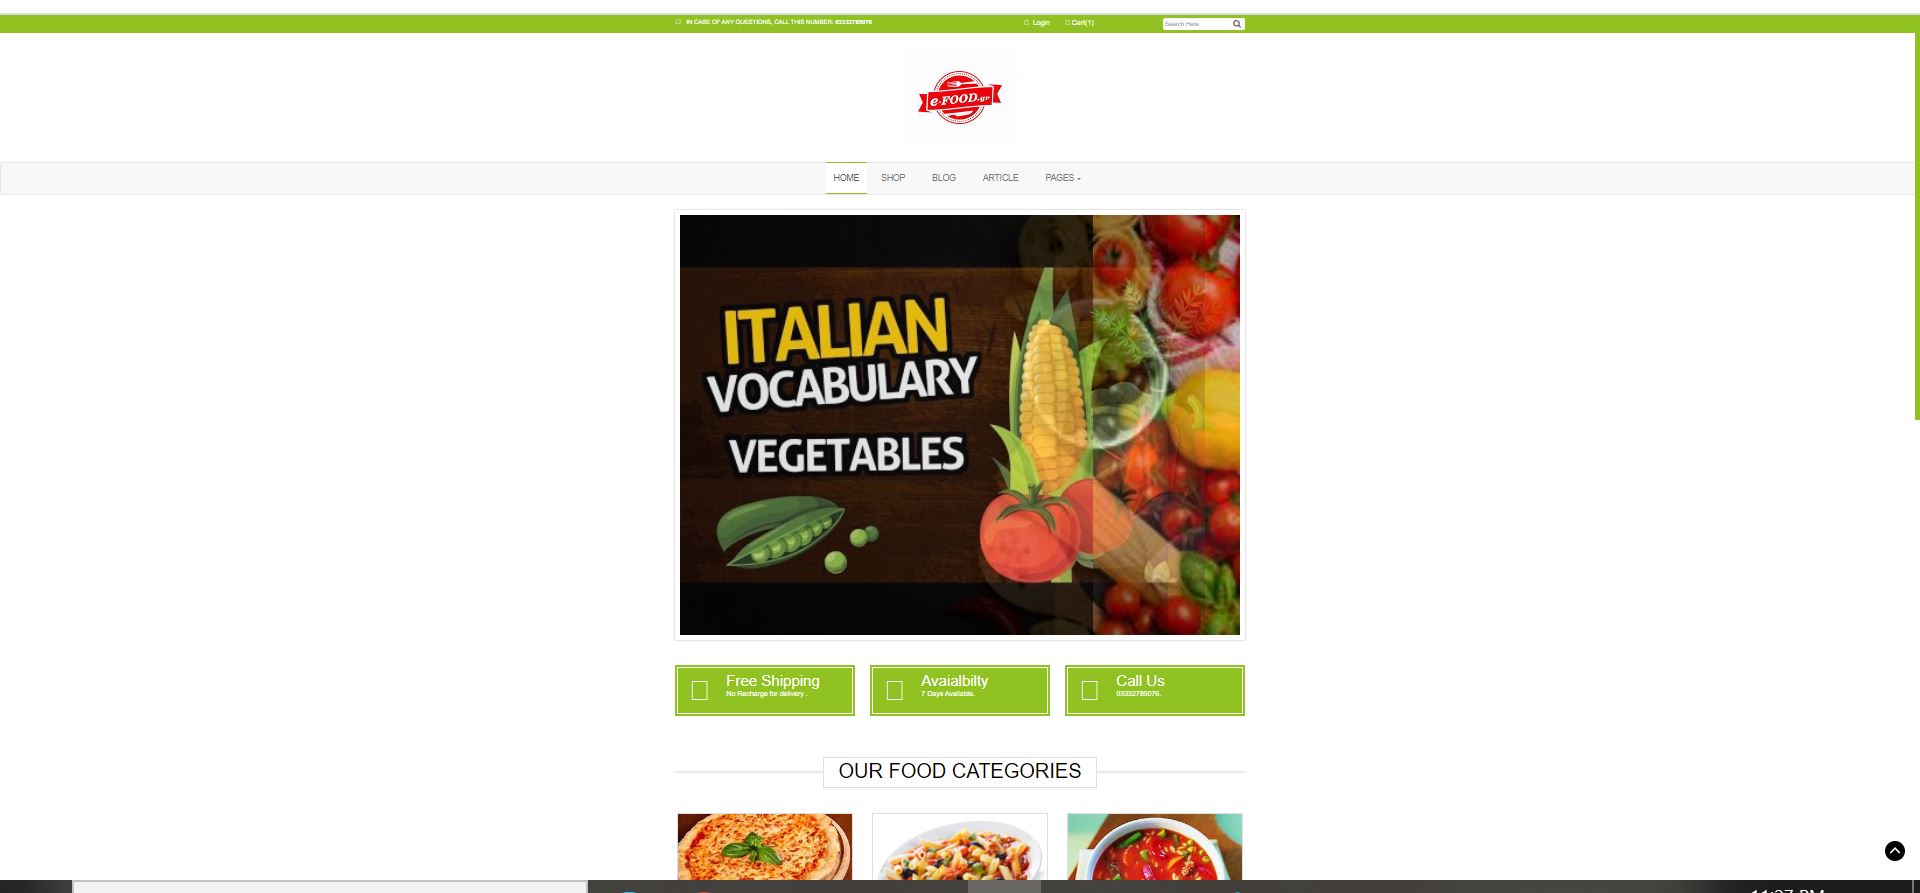 IN CASE OF ANY QUESTIONS, CALL THIS NUMBER: 03332785076
Login
Cart(1)
Search Here
e-FOOD.gr
HOME SHOP BLOG ARTICLE PAGES
ITALIAN
VOCABULARY
VEGETABLES
Free Shipping
No Recharge for delivery .
Avaialbilty
7 Days Available.
Call Us
03332785076.
OUR FOOD CATEGORIES